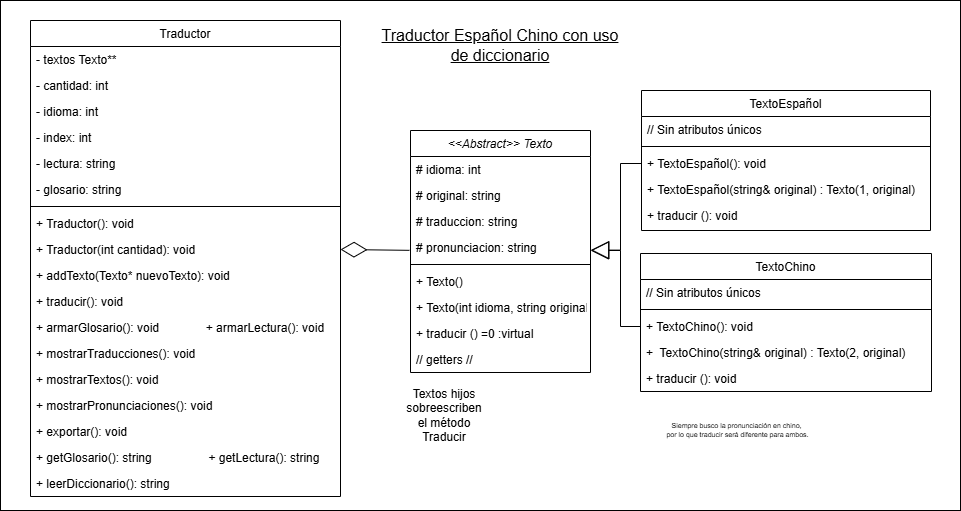 Traductor Español Chino con uso
de diccionario
Traductor
- textos Texto**
- cantidad: int
- idioma: int
- index: int
- lectura: string
- glosario: string
+ Traductor(): void
+ Traductor(int cantidad): void
+ addTexto(Texto* nuevoTexto): void
+ traducir(): void
+ armarGlosario(): void + armarLectura(): void
+ mostrarTraducciones(): void
+ mostrarTextos(): void
+ mostrarPronunciaciones(): void
+ exportar(): void
+ getGlosario(): string + getLectura(): string
+ leerDiccionario(): string
<<Abstract>> Texto
# idioma: int
# original: string
# traduccion: string
# pronunciacion: string
+ Texto()
+ Texto(int idioma, string original
+ traducir () =0 :virtual
// getters //
Textos hijos
sobreescriben
el método
Traducir
TextoEspañol
// Sin atributos únicos
+ TextoEspañol(): void
+ TextoEspañol(string& original) : Texto(1, original)
+ traducir (): void
TextoChino
// Sin atributos únicos
+ TextoChino(): void
+ TextoChino(string& original) : Texto(2, original)
+ traducir (): void
Siempre busco la pronunciación en chino,
por lo que traducir será diferente para ambos.